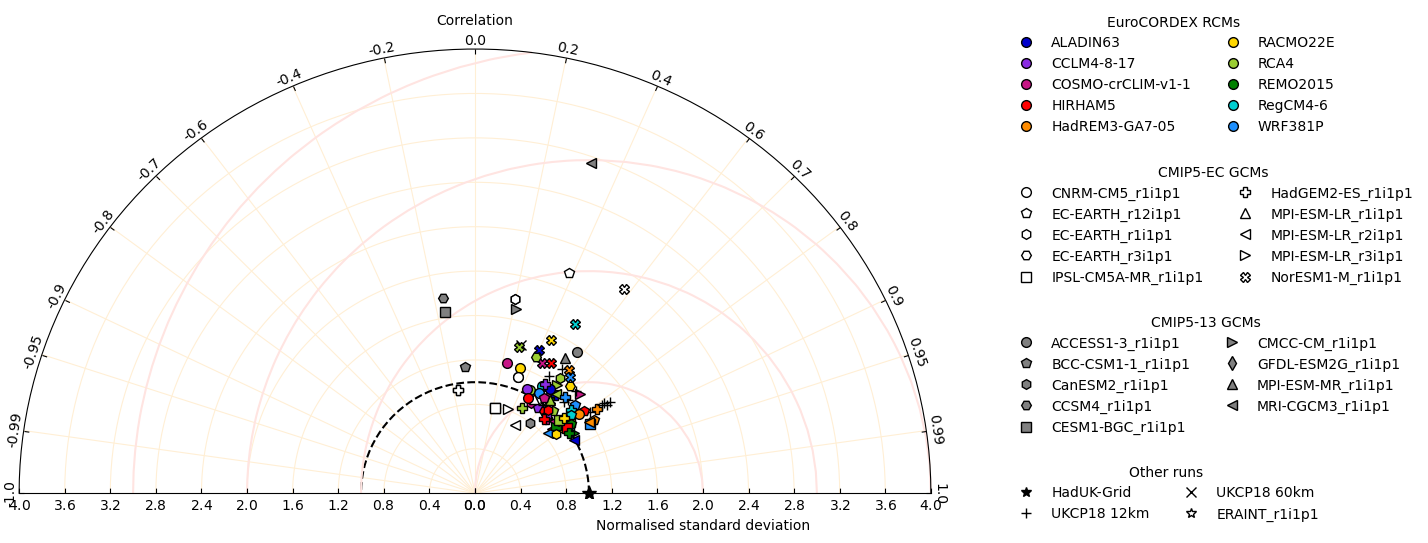 Correlation
-0.2
0.0
0.2
-0.4
0.4
-0.6
0.6
-0.7
0.7
-0.8
0.8
-0.9
0.9
-0.95
0.95
-0.99
0.99
1.0
1.0
4.0 3.6 3.2 2.8 2.4 2.0 1.6 1.2 0.8 0.4 0.0 0.4 0.8 1.2 1.6 2.0 2.4 2.8 3.2 3.6 4.0
Normalised standard deviation
EuroCORDEX RCMs
ALADIN63 RACMO22E
CCLM4-8-17 RCA4
COSMO-crCLIM-v1-1 REMO2015
HIRHAM5 RegCM4-6
HadREM3-GA7-05 WRF381P
CMIP5-EC GCMs
CNRM-CM5_r1i1p1 HadGEM2-ES_r1i1p1
EC-EARTH_r12i1p1 MPI-ESM-LR_r1i1p1
EC-EARTH_r1i1p1 MPI-ESM-LR_r2i1p1
EC-EARTH_r3i1p1 MPI-ESM-LR_r3i1p1
IPSL-CM5A-MR_r1i1p1 NorESM1-M_r1i1p1
CMIP5-13 GCMs
ACCESS1-3_r1i1p1 CMCC-CM_r1i1p1
BCC-CSM1-1_r1i1p1 GFDL-ESM2G_r1i1p1
CanESM2_r1i1p1 MPI-ESM-MR_r1i1p1
CCSM4_r1i1p1 MRI-CGCM3_r1i1p1
CESM1-BGC_r1i1p1
Other runs
HadUK-Grid UKCP18 60km
UKCP18 12km ERAINT_r1i1p1